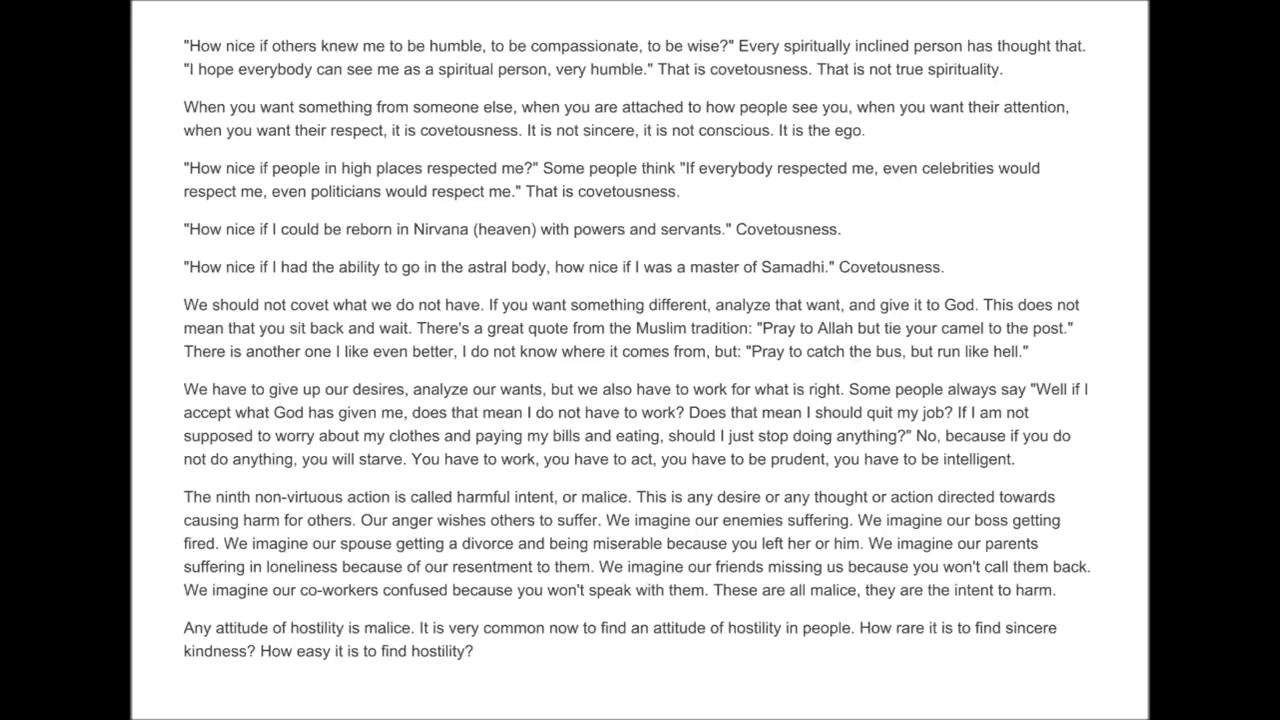 "How nice if others knew me to be humble, to be compassionate, to be wise?" Every spiritually inclined person has thought that.
"I hope everybody can see me as a spiritual person, very humble." That is covetousness. That is not true spirituality.
When you want something from someone else, when you are attached to how people see you, when you want their attention,
when you want their respect, it is covetousness. It is not sincere, it is not conscious. It is the ego.
"How nice if people in high places respected me?" Some people think "If everybody respected me, even celebrities would
respect me, even politicians would respect me." That is covetousness.
"How nice if I could be reborn in Nirvana (heaven) with powers and servants." Covetousness.
"How nice if I had the ability to go in the astral body, how nice if I was a master of Samadhi." Covetousness.
We should not covet what we do not have. If you want something different, analyze that want, and give it to God. This does not
mean that you sit back and wait. There's a great quote from the Muslim tradition: "Pray to Allah but tie your camel to the post."
There is another one I like even better, I do not know where it comes from, but: "Pray to catch the bus, but run like hell."
We have to give up our desires, analyze our wants, but we also have to work for what is right. Some people always say "Well if I
accept what God has given me, does that mean I do not have to work? Does that mean I should quit my job? If I am not
supposed to worry about my clothes and paying my bills and eating, should I just stop doing anything?" No, because if you do
not do anything, you will starve. You have to work, you have to act, you have to be prudent, you have to be intelligent.
The ninth non-virtuous action is called harmful intent, or malice. This is any desire or any thought or action directed towards
causing harm for others. Our anger wishes others to suffer. We imagine our enemies suffering. We imagine our boss getting
fired. We imagine our spouse getting a divorce and being miserable because you left her or him. We imagine our parents
suffering in loneliness because of our resentment to them. We imagine our friends missing us because you won't call them back.
We imagine our co-workers confused because you won't speak with them. These are all malice, they are the intent to harm.
Any attitude of hostility is malice. It is very common now to find an attitude of hostility in people. How rare it is to find sincere
kindness? How easy it is to find hostility?